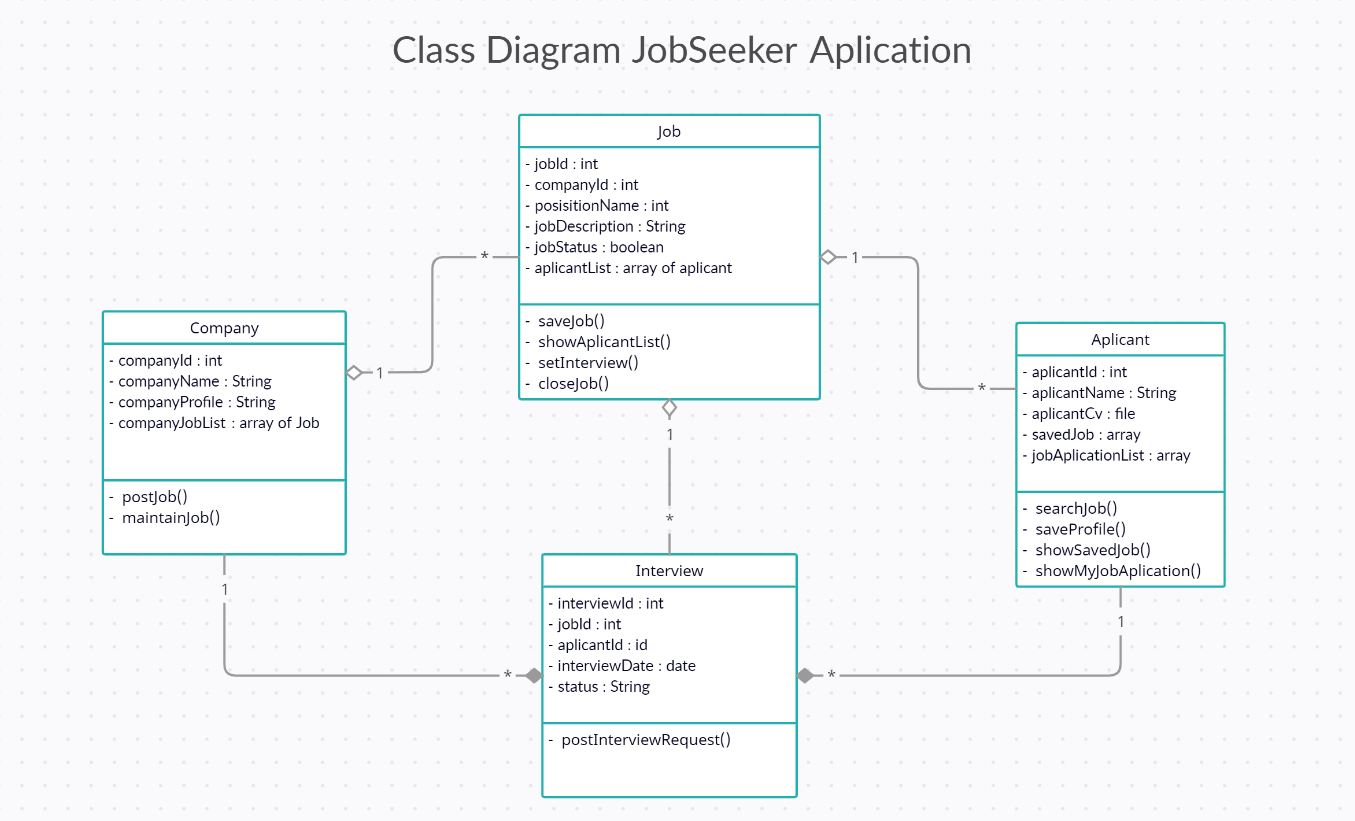 Class Diagram JobSeeker Aplication
Job
- jobId : int
- companyId : int
- posisitionName : int
- jobDescription : String
- jobStatus : boolean
- aplicantList : array of aplicant
- saveJob()
- showAplicantList()
- setInterview()
- closeJob()
*
1
Company
- companyId : int
- companyName : String
- companyProfile : String
- companyJobList : array of Job
- postJob()
- maintainJob()
1
Aplicant
- aplicantId : int
- aplicantName : String
- aplicantCv : file
- savedJob : array
- jobAplicationList : array
- searchJob()
- saveProfile()
- showSavedJob()
- showMyJobAplication()
*
1
*
Interview
- interviewId : int
- jobId : int
- aplicantId : id
- interviewDate : date
- status : String
- postInterviewRequest()
1
*
1
*